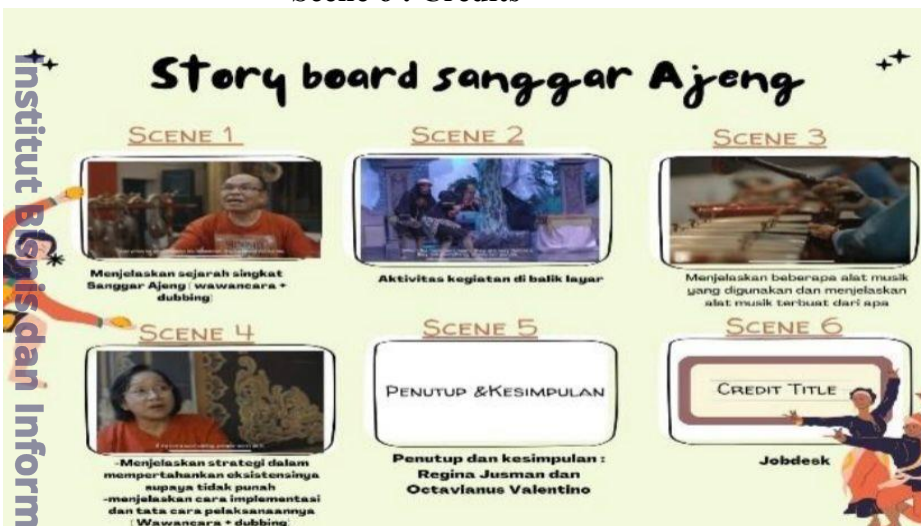 Scene 6 : Credits
Story board sanggar Ajeng
SCENE 1
SCENE 2
SCENE 3
Menjelaskan sejarah singkat
Sanggar Ajeng ( wawancara +
dubbing)
Aktivitas kegiatan di balik layar
Menjelaskan beberapa alat musik
yang digunakan dan menjelaskan
alat musik terbuat dari apa
SCENE 4
SCENE 5
SCENE 6
PENUTUP &KESIMPULAN
CREDIT TITLE
-Menjelaskan strategi dalam
mempertahankan eksistensinya
supaya tidak punah
-menjelaskan cara implementasi
dan tata cara pelaksanaannya
( Wawancara + dubbing)
Penutup dan kesimpulan :
Regina Jusman dan
Octavianus Valentino
Jobdesk
Institut Bisnis dan Inform